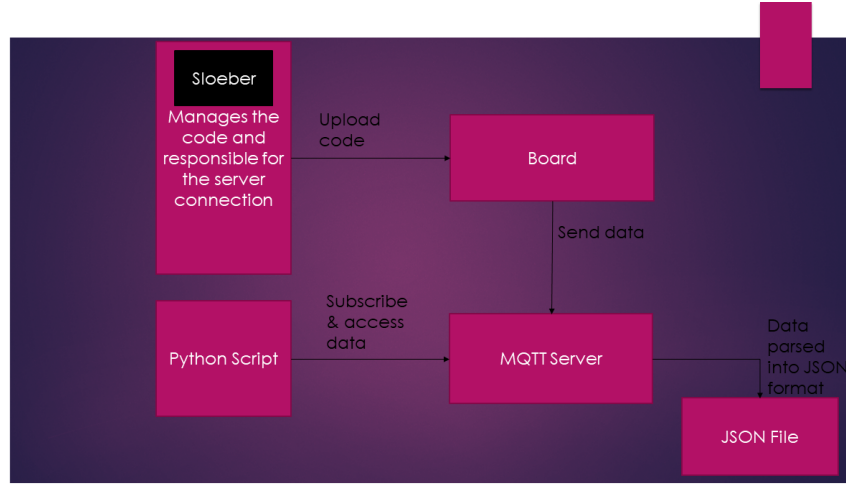 Sloeber
Manages the
code and
responsible for
the server
connection
Upload
code
Board
Send data
Subscribe
& access
data
Python Script
MQTT Server
Data
parsed
into JSON
format
JSON File